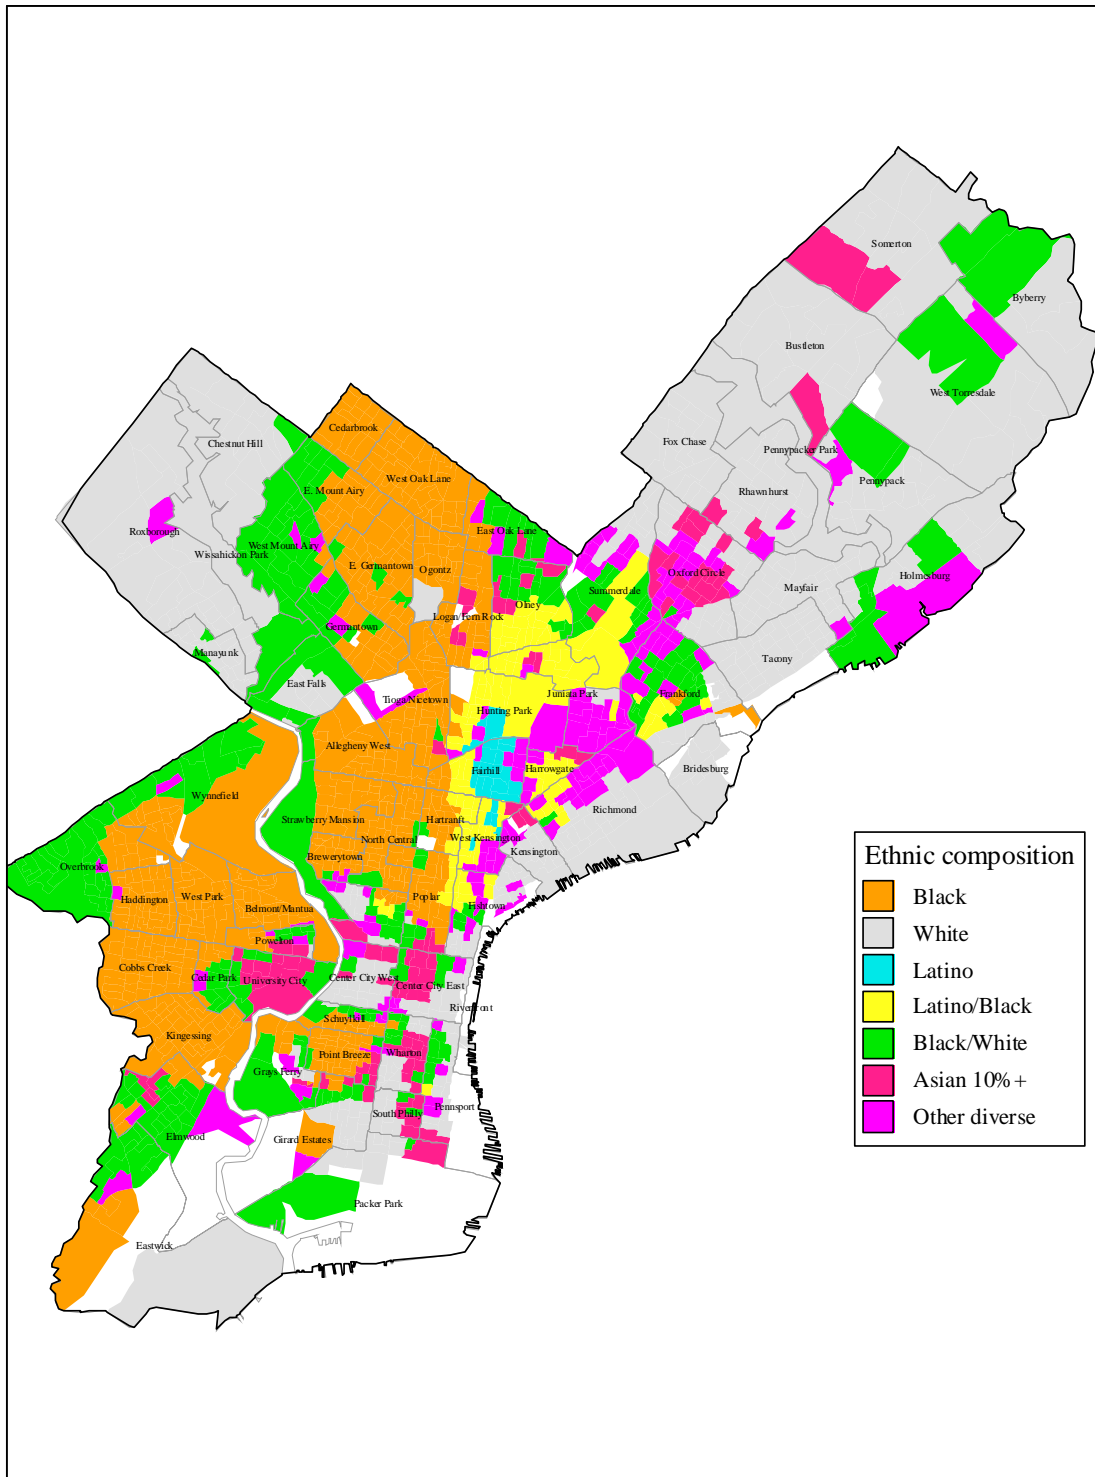 Somerton
Byberry
Bustleton
West Torresdale
Chestnut Hill
Cedarbrook
Fox Chase
Pennypacker Park
West Oak Lane
Pennypack
E. Mount Airy
Rhawnhurst
Roxborough
East Oak Lane
West Mount Airy
Wissahickon Park
E. Germantown
Ogontz
Oxford Circle
Holmesburg
Summerdale
Mayfair
Olney
Logan/Fern Rock
Germantown
Manayunk
Tacony
East Falls
Tioga Nicetown
Juniata Park
Frankford
Hunting Park
Allegheny West
Fairhill
Harrowgate
Bridesburg
Wynnefield
Richmond
Strawberry Mansion
Hartranft
North Central
West Kensington
Kensington
Brewerytown
Overbrook
Haddington
West Park
Poplar
Belmont/Mantua
Fishtown
Powelton
Cobbs Creek
Cedar Park
University City
Center City West
Center City East
Riverfront
Schuylkill
Kingessing
Point Breeze
Wharton
Grays Ferry
South Philly
Pennsport
Elmwood
Girard Estates
Packer Park
Eastwick
Ethnic composition
Black
White
Latino
Latino/Black
Black/White
Asian 10% +
Other diverse